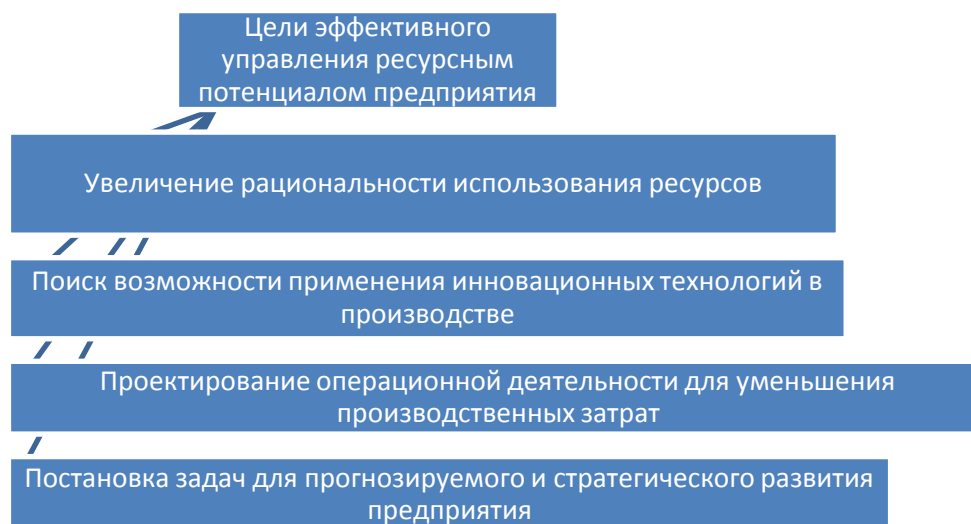 Цели эффективного
управления ресурсным
потенциалом предприятия
Увеличение рациональности использования ресурсов
Поиск возможности применения инновационных технологий в
производстве
Проектирование операционной деятельности для уменьшения
производственных затрат
Постановка задач для прогнозируемого и стратегического развития
предприятия